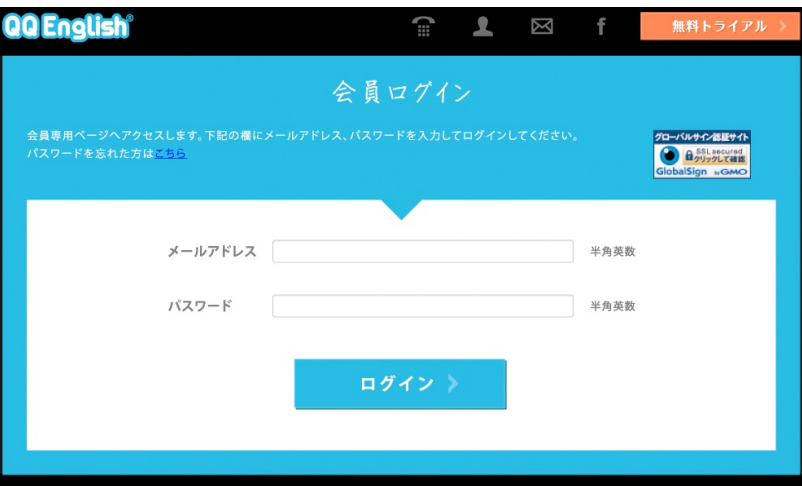 QQ English®
無料トライアル
会員ログイン
会員専用ページへアクセスします。下記の欄にメールアドレス、パスワードを入力してログインしてください。
パスワードを忘れた方はこちら
グローバルサイン認証サイト
SSL secured
クリックして確認
GlobalSign by GMO
メールアドレス 半角英数
パスワード 半角英数
ログイン